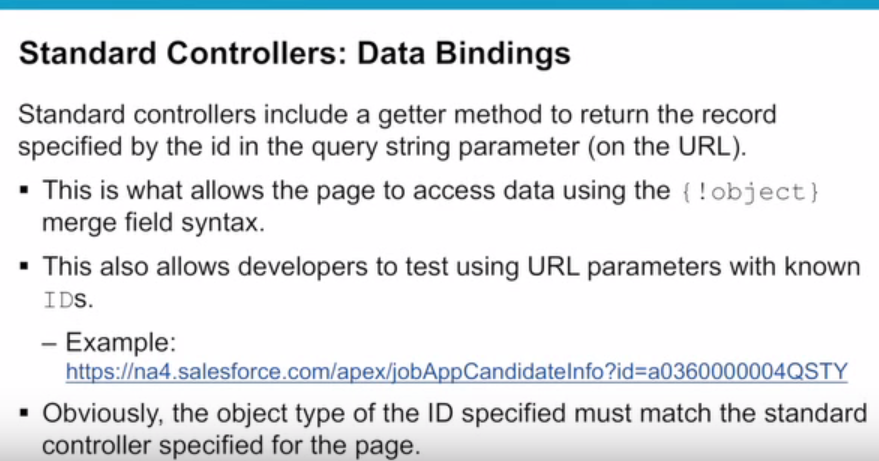 Standard Controllers: Data Bindings
Standard controllers include a getter method to return the record
specified by the id in the query string parameter (on the URL).
▪ This is what allows the page to access data using the {!object}
merge field syntax.
▪ This also allows developers to test using URL parameters with known
IDs.
– Example:
https://na4.salesforce.com/apex/jobAppCandidateInfo?id=a0360000004QSTY
▪ Obviously, the object type of the ID specified must match the standard
controller specified for the page.